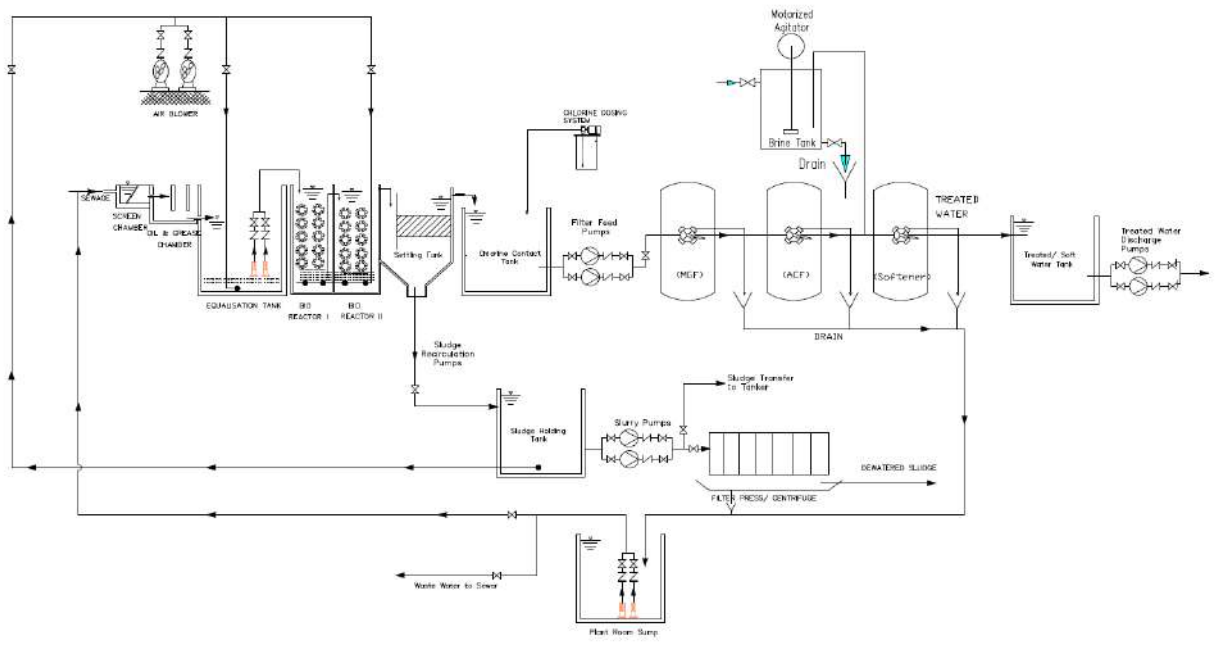 Motorized
Agitator
AIR BLOWER
CHLORINE DOSING
SYSTEM
Brine Tank
Drain
SEWAGE
SCREEN
CHAMBER
OIL & GREASE
CHAMBER
EQUALISATION TANK
BIO
REACTOR I
BIO
REACTOR II
Settling Tank
Chlorine Contact
Tank
Filter Feed
Pumps
(MGF)
(ACF)
(Softener)
TREATED
WATER
Treated/ Soft
Water Tank
Treated Water
Discharge
Pumps
DRAIN
Sludge
Recirculation
Pumps
Sludge Transfer
to Tanker
Sludge Holding
Tank
Slurry Pumps
DEWATERED SLUDGE
FILTER PRESS/ CENTRIFUGE
Waste Water to Sewer
Plant Room Sump